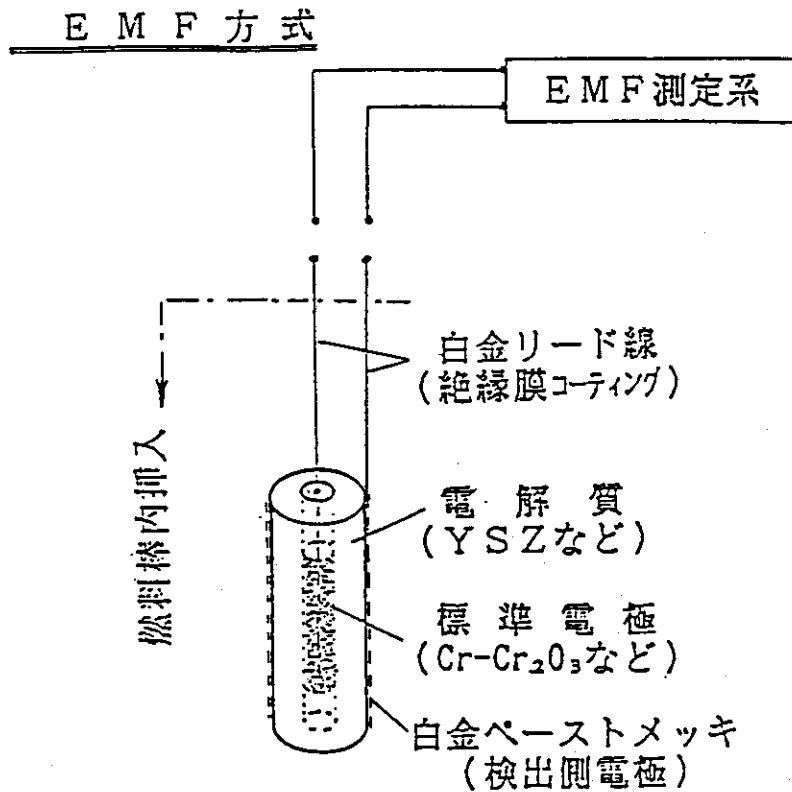 EMF方式
EMF測定系
白金リード線
(絶縁膜コーティング)
燃料棒内挿入
電解質
(YSZなど)
標準電極
(Cr-Cr₂O₃など)
白金ペーストメッキ
(検出側電極)